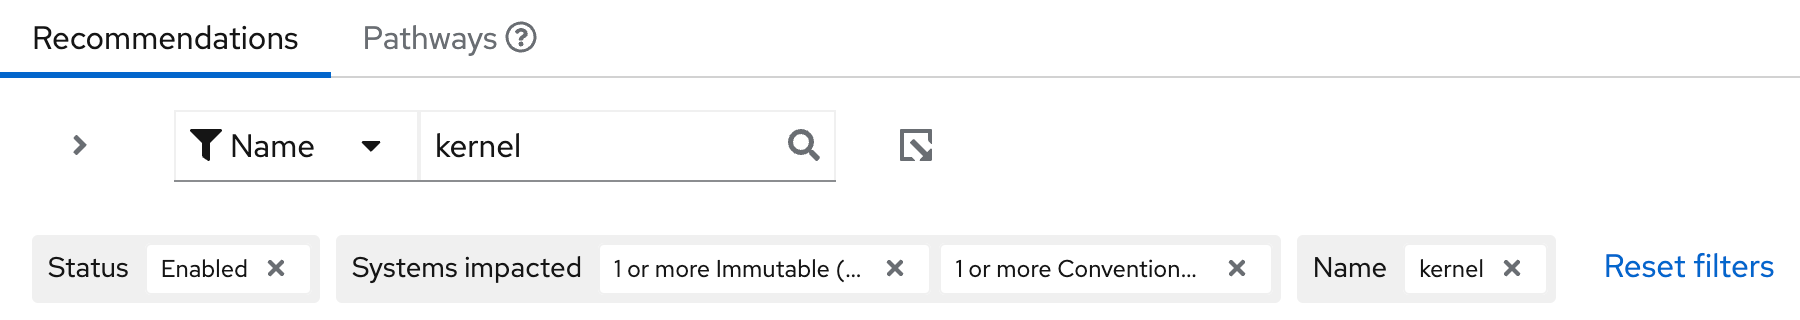 Recommendations Pathways
Name kernel
Status Enabled Systems impacted 1 or more Immutable (... 1 or more Convention... Name kernel Reset filters